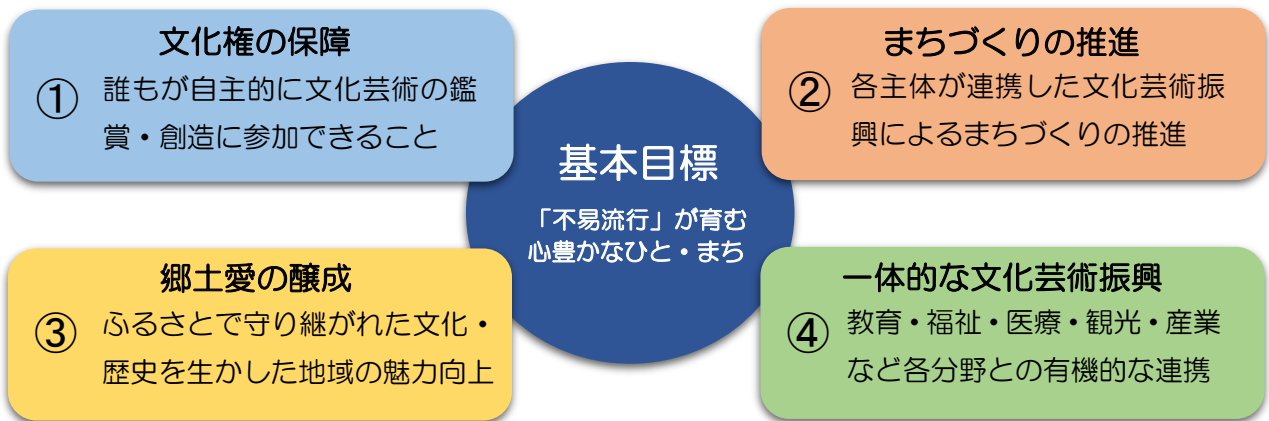 文化権の保障
① 誰もが自主的に文化芸術の鑑
賞・創造に参加できること
まちづくりの推進
② 各主体が連携した文化芸術振
興によるまちづくりの推進
基本目標
「不易流行」が育む
心豊かなひと・まち
郷土愛の醸成
③ ふるさとで守り継がれた文化・
歴史を生かした地域の魅力向上
一体的な文化芸術振興
④ 教育・福祉・医療・観光・産業
など各分野との有機的な連携